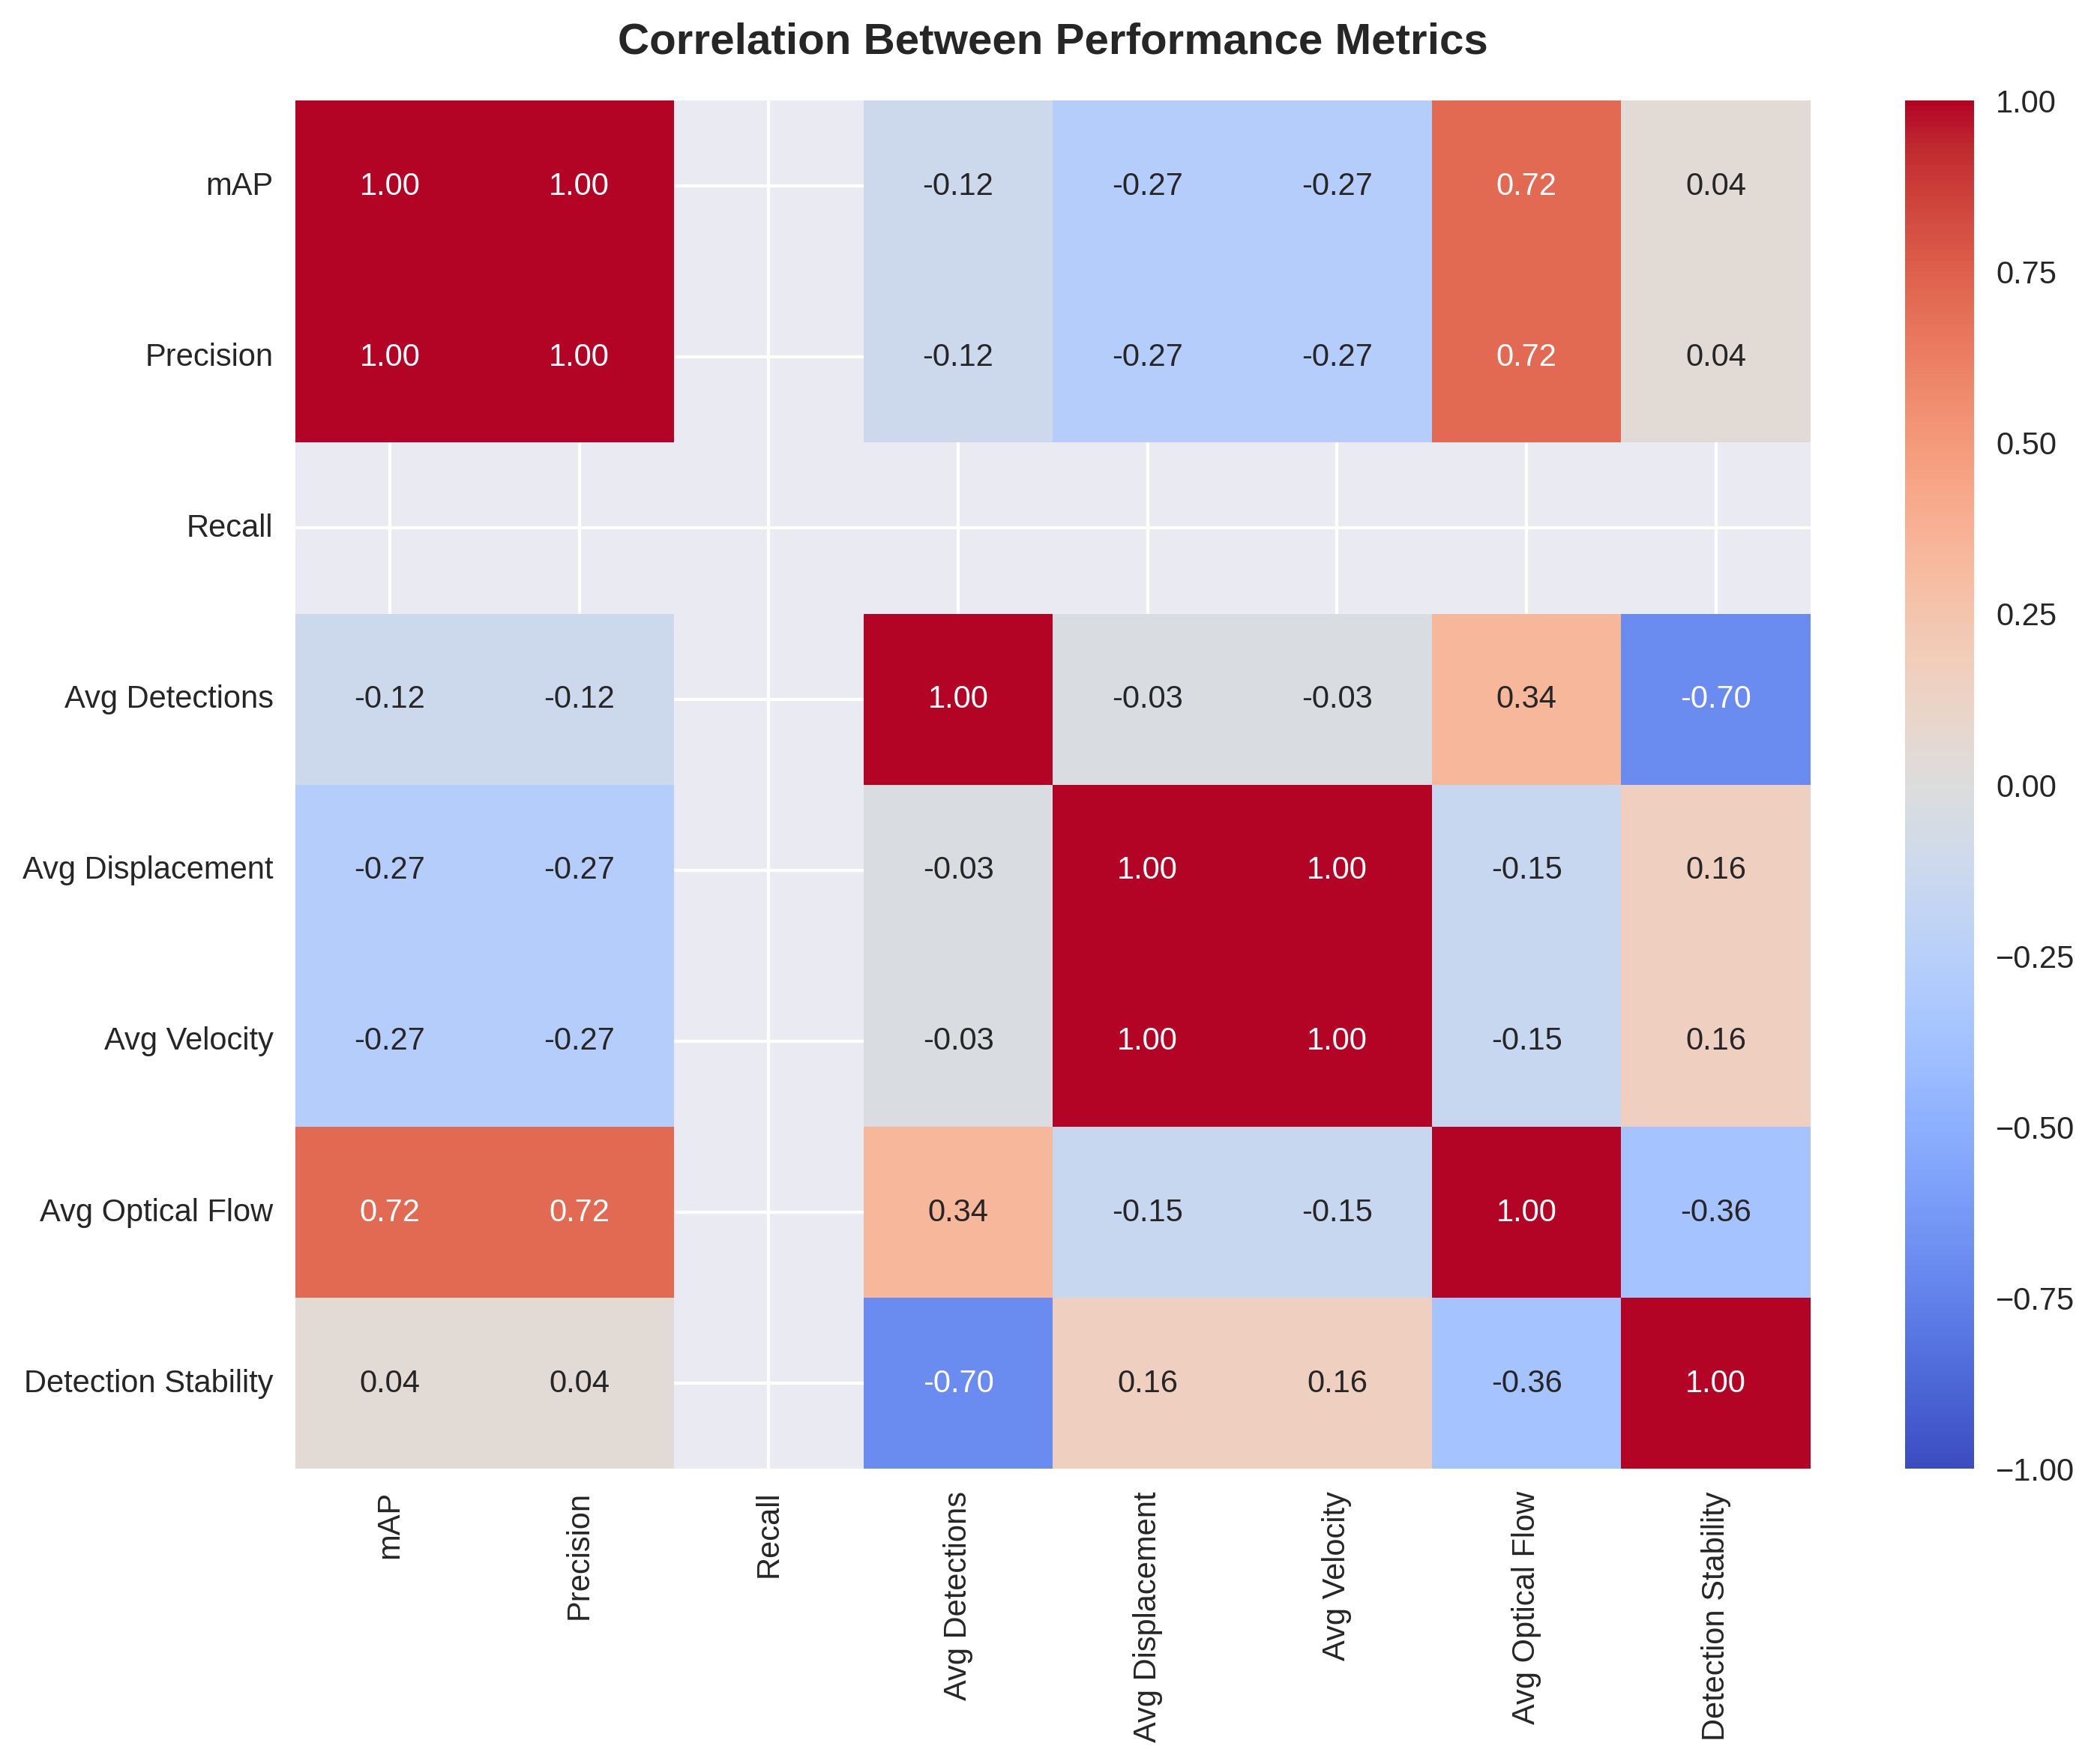 Correlation Between Performance Metrics
mAP 1.00 1.00 -0.12 -0.27 -0.27 0.72 0.04
Precision 1.00 1.00 -0.12 -0.27 -0.27 0.72 0.04
Recall
Avg Detections -0.12 -0.12 1.00 -0.03 -0.03 0.34 -0.70
Avg Displacement -0.27 -0.27 -0.03 1.00 1.00 -0.15 0.16
Avg Velocity -0.27 -0.27 -0.03 1.00 1.00 -0.15 0.16
Avg Optical Flow 0.72 0.72 0.34 -0.15 -0.15 1.00 -0.36
Detection Stability 0.04 0.04 -0.70 0.16 0.16 -0.36 1.00
mAP
Precision
Recall
Avg Detections
Avg Displacement
Avg Velocity
Avg Optical Flow
Detection Stability
1.00
0.75
0.50
0.25
0.00
−0.25
−0.50
−0.75
−1.00